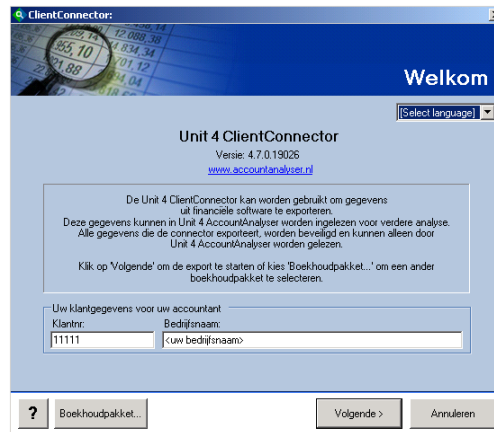 ClientConnector:
Welkom
[Select language]
Unit 4 ClientConnector
Versie: 4.7.0.19026
www.accountanalyser.nl
De Unit 4 ClientConnector kan worden gebruikt om gegevens
uit financiële software te exporteren.
Deze gegevens kunnen in Unit 4 AccountAnalyser worden ingelezen voor verdere analyse.
Alle gegevens die de connector exporteert, worden beveiligd en kunnen alleen door
Unit 4 AccountAnalyser worden gelezen.
Klik op 'Volgende' om de export te starten of kies 'Boekhoudpakket...' om een ander
boekhoudpakket te selecteren.
Uw klantgegevens voor uw accountant
Klantnr: Bedrijfsnaam:
11111 <uw bedrijfsnaam>
? Boekhoudpakket... Volgende > Annuleren